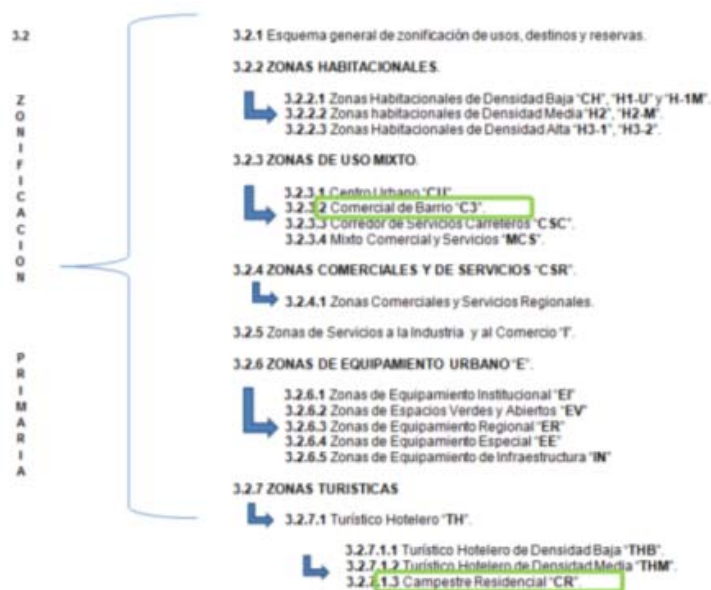 3.2
ZONIFICACION
PRIMARIA
3.2.1 Esquema general de zonificación de usos, destinos y reservas.
3.2.2 ZONAS HABITACIONALES.
3.2.2.1 Zonas Habitacionales de Densidad Baja "CH", "H1-U" y "H-1M".
3.2.2.2 Zonas habitacionales de Densidad Media "H2", "H2-M".
3.2.2.3 Zonas Habitacionales de Densidad Alta "H3-1", "H3-2".
3.2.3 ZONAS DE USO MIXTO.
3.2.3.1 Centro Urbano "CU".
3.2.3.2 Comercial de Barrio "C3".
3.2.3.3 Corredor de Servicios Carreteros "CSC".
3.2.3.4 Mixto Comercial y Servicios "MCS".
3.2.4 ZONAS COMERCIALES Y DE SERVICIOS "CSR".
3.2.4.1 Zonas Comerciales y Servicios Regionales.
3.2.5 Zonas de Servicios a la Industria y al Comercio "I".
3.2.6 ZONAS DE EQUIPAMIENTO URBANO "E".
3.2.6.1 Zonas de Equipamiento Institucional "EI"
3.2.6.2 Zonas de Espacios Verdes y Abiertos "EV"
3.2.6.3 Zonas de Equipamiento Regional "ER"
3.2.6.4 Zonas de Equipamiento Especial "EE"
3.2.6.5 Zonas de Equipamiento de Infraestructura "IN"
3.2.7 ZONAS TURISTICAS
3.2.7.1 Turístico Hotelero "TH".
3.2.7.1.1 Turístico Hotelero de Densidad Baja "THB".
3.2.7.1.2 Turístico Hotelero de Densidad Media "THM".
3.2.7.1.3 Campestre Residencial "CR".